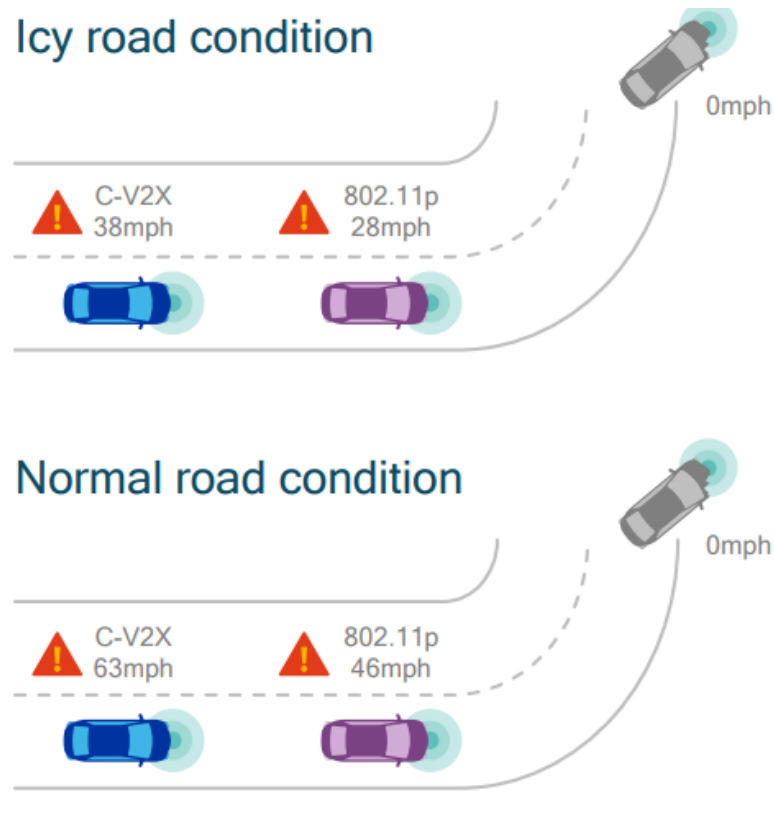 Icy road condition
0mph
C-V2X
38mph
802.11p
28mph
Normal road condition
0mph
C-V2X
63mph
802.11p
46mph